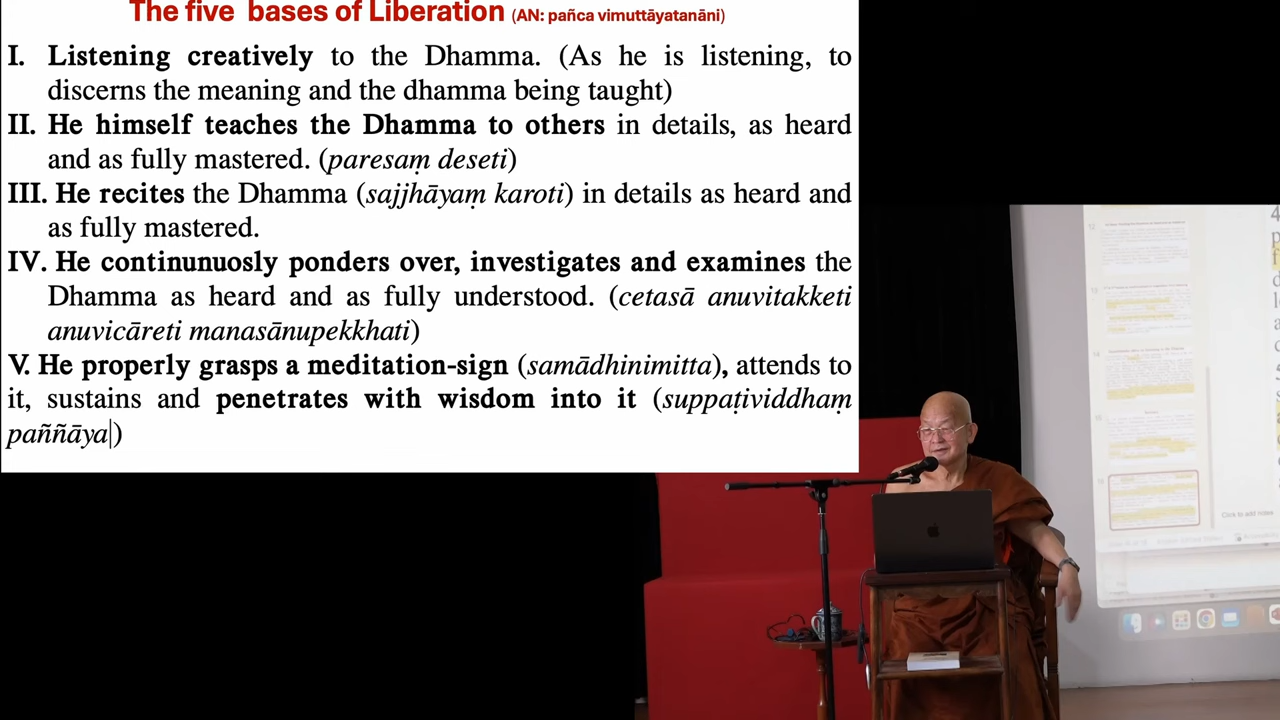 The five bases of Liberation (AN: pañca vimuttāyatanāni)
I. Listening creatively to the Dhamma. (As he is listening, to
discerns the meaning and the dhamma being taught)
II. He himself teaches the Dhamma to others in details, as heard
and as fully mastered. (paresaṃ deseti)
III. He recites the Dhamma (sajjhāyaṃ karoti) in details as heard and
as fully mastered.
IV. He continunuosly ponders over, investigates and examines the
Dhamma as heard and as fully understood. (cetasā anuvitakketi
anuvicāreti manasānupekkhati)
V. He properly grasps a meditation-sign (samādhinimitta), attends to
it, sustains and penetrates with wisdom into it (suppaṭividdhaṃ
paññāya)
Click to add notes